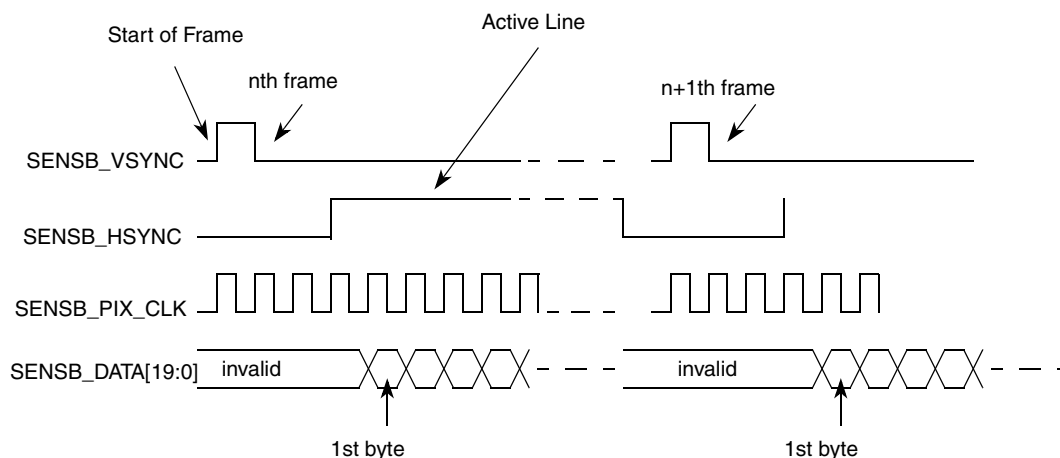 Active Line
Start of Frame
nth frame
n+1th frame
SENSB_VSYNC
SENSB_HSYNC
SENSB_PIX_CLK
SENSB_DATA[19:0]
invalid
invalid
1st byte
1st byte